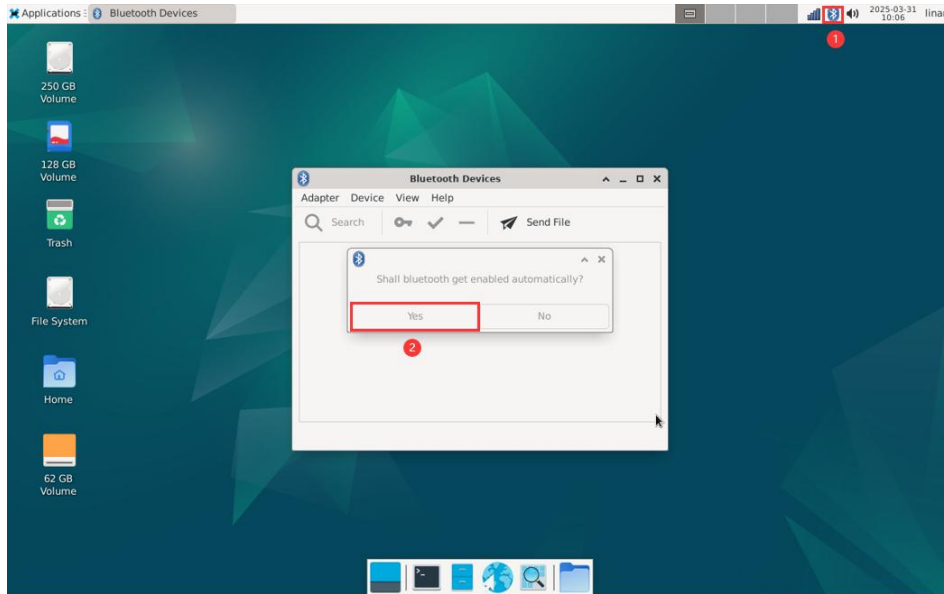 Applications
Bluetooth Devices
2025-03-31
10:06
1
250 GB
Volume
128 GB
Volume
Trash
File System
Home
62 GB
Volume
Bluetooth Devices
Adapter Device View Help
Search Send File
Shall bluetooth get enabled automatically?
Yes No
2